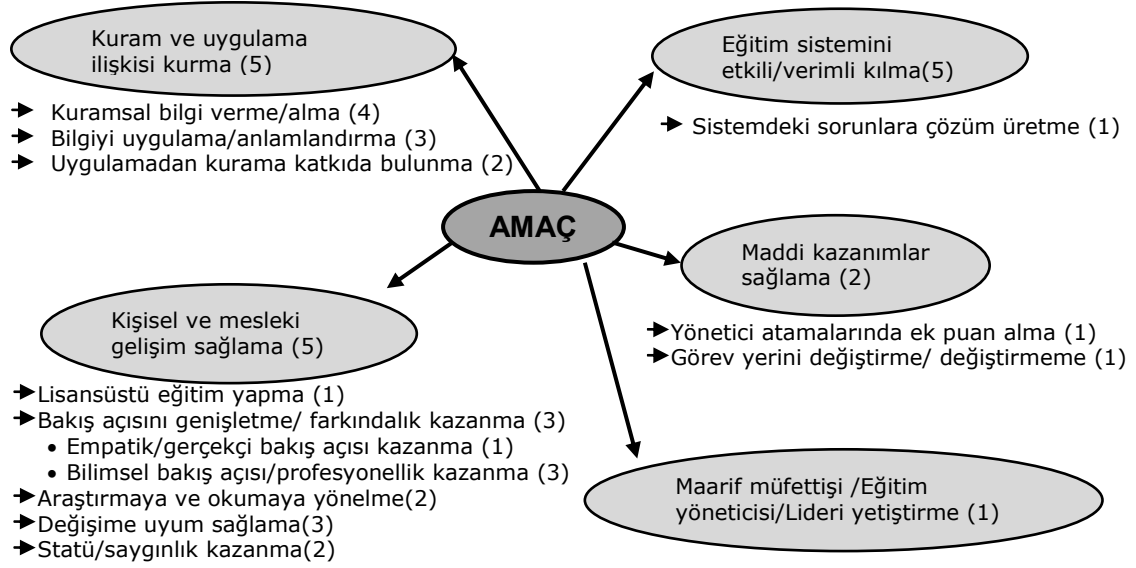 Kuram ve uygulama
ilişkisi kurma (5)
Kuramsal bilgi verme/alma (4)
Bilgiyi uygulama/anlamlandırma (3)
Uygulamadan kurama katkıda bulunma (2)
Eğitim sistemini
etkili/verimli kılma(5)
Sistemdeki sorunlara çözüm üretme (1)
AMAÇ
Maddi kazanımlar
sağlama (2)
Yönetici atamalarında ek puan alma (1)
Görev yerini değiştirme/ değiştirmeme (1)
Kişisel ve mesleki
gelişim sağlama (5)
Lisansüstü eğitim yapma (1)
Bakış açısını genişletme/ farkındalık kazanma (3)
• Empatik/gerçekçi bakış açısı kazanma (1)
• Bilimsel bakış açısı/profesyonellik kazanma (3)
Araştırmaya ve okumaya yönelme(2)
Değişime uyum sağlama(3)
Statü/saygınlık kazanma(2)
Maarif müfettişi /Eğitim
yöneticisi/Lideri yetiştirme (1)